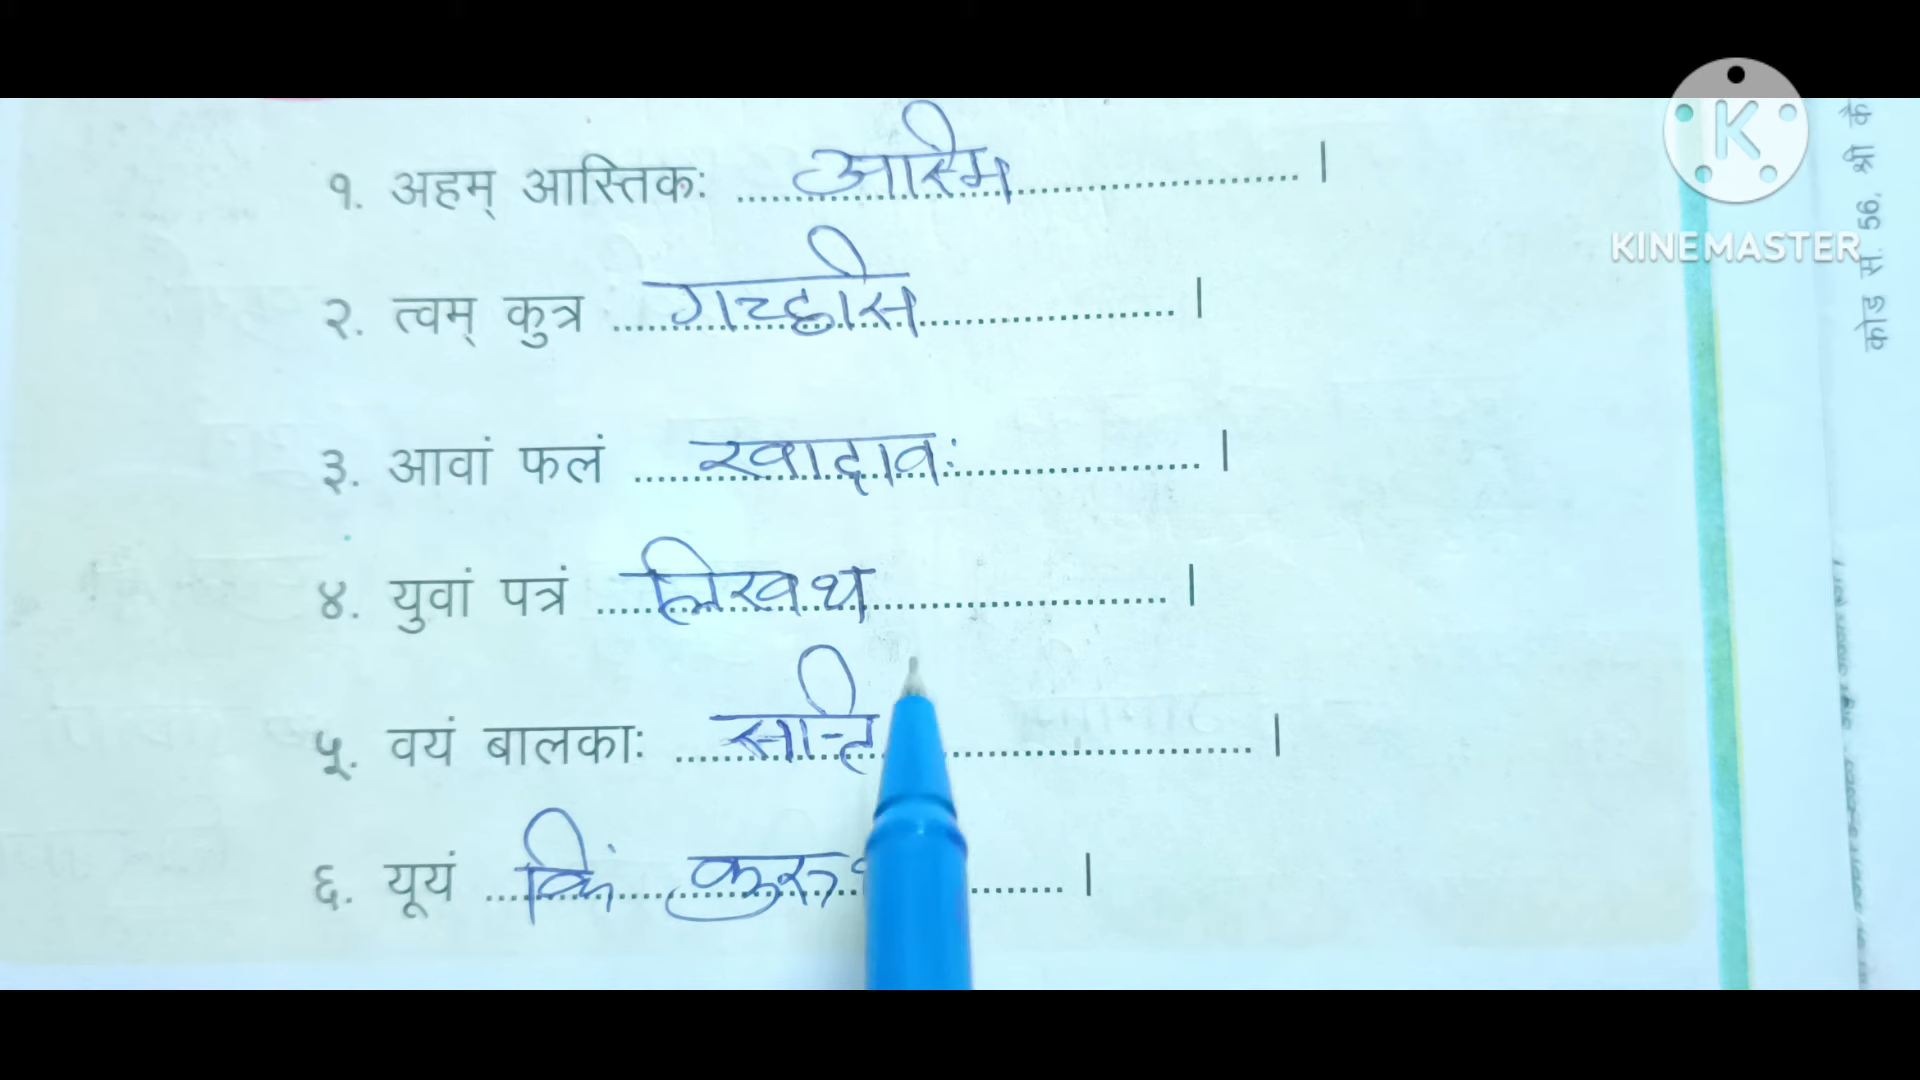 १. अहम् आस्तिकः आस्मि ।
२. त्वम् कुत्र गच्छसि ।
३. आवां फलं खादावः ।
४. युवां पत्रं लिखथ ।
५. वयं बालकाः सान्ति ।
६. यूयं किं कुरु ।
KINEMASTER
कोड सं. 56, श्री कै